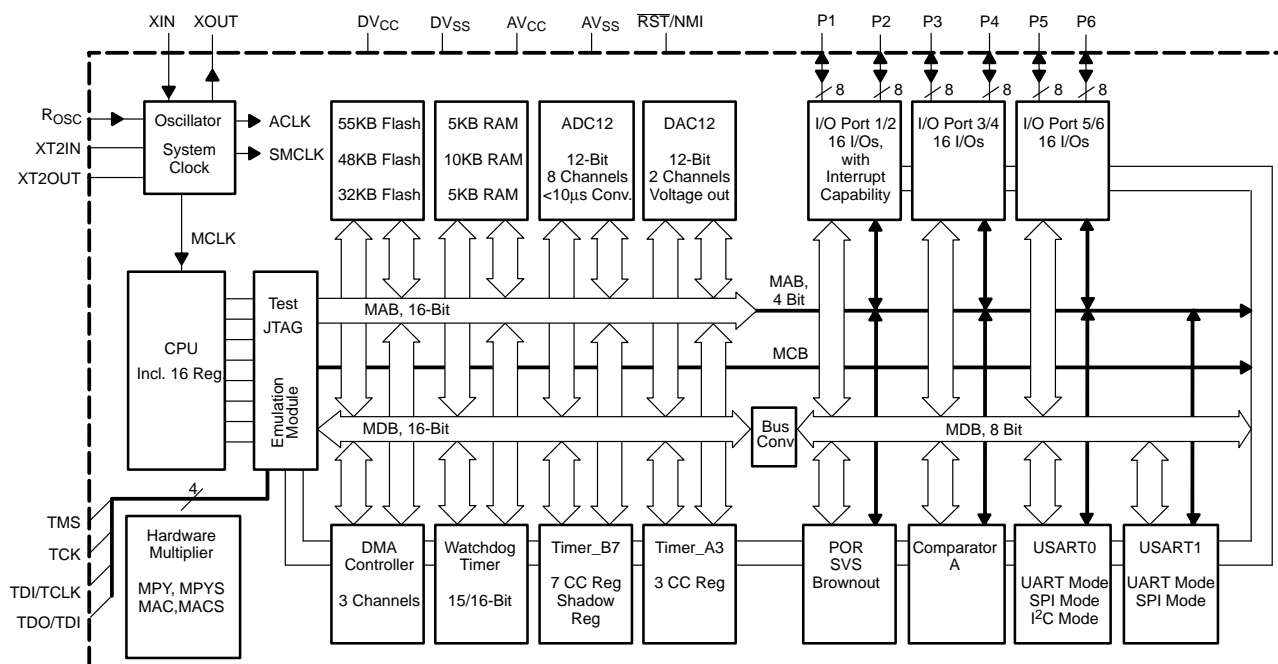 XIN
XOUT
DVCC
DVSS
AVCC
AVSS
RST/NMI
P1
P2
P3
P4
P5
P6
8
8
8
8
8
8
ROSC
XT2IN
XT2OUT
Oscillator
System
Clock
ACLK
SMCLK
55KB Flash
48KB Flash
32KB Flash
5KB RAM
10KB RAM
5KB RAM
ADC12
12-Bit
8 Channels
<10µs Conv.
DAC12
12-Bit
2 Channels
Voltage out
I/O Port 1/2
16 I/Os,
with
Interrupt
Capability
I/O Port 3/4
16 I/Os
I/O Port 5/6
16 I/Os
MCLK
CPU
Incl. 16 Reg.
Test
JTAG
Emulation
Module
MAB, 16-Bit
MAB,
4 Bit
MCB
MDB, 16-Bit
Bus
Conv
MDB, 8 Bit
4
TMS
TCK
TDI/TCLK
TDO/TDI
Hardware
Multiplier
MPY, MPYS
MAC,MACS
DMA
Controller
3 Channels
Watchdog
Timer
15/16-Bit
Timer_B7
7 CC Reg
Shadow
Reg
Timer_A3
3 CC Reg
POR
SVS
Brownout
Comparator
A
USART0
UART Mode
SPI Mode
I²C Mode
USART1
UART Mode
SPI Mode